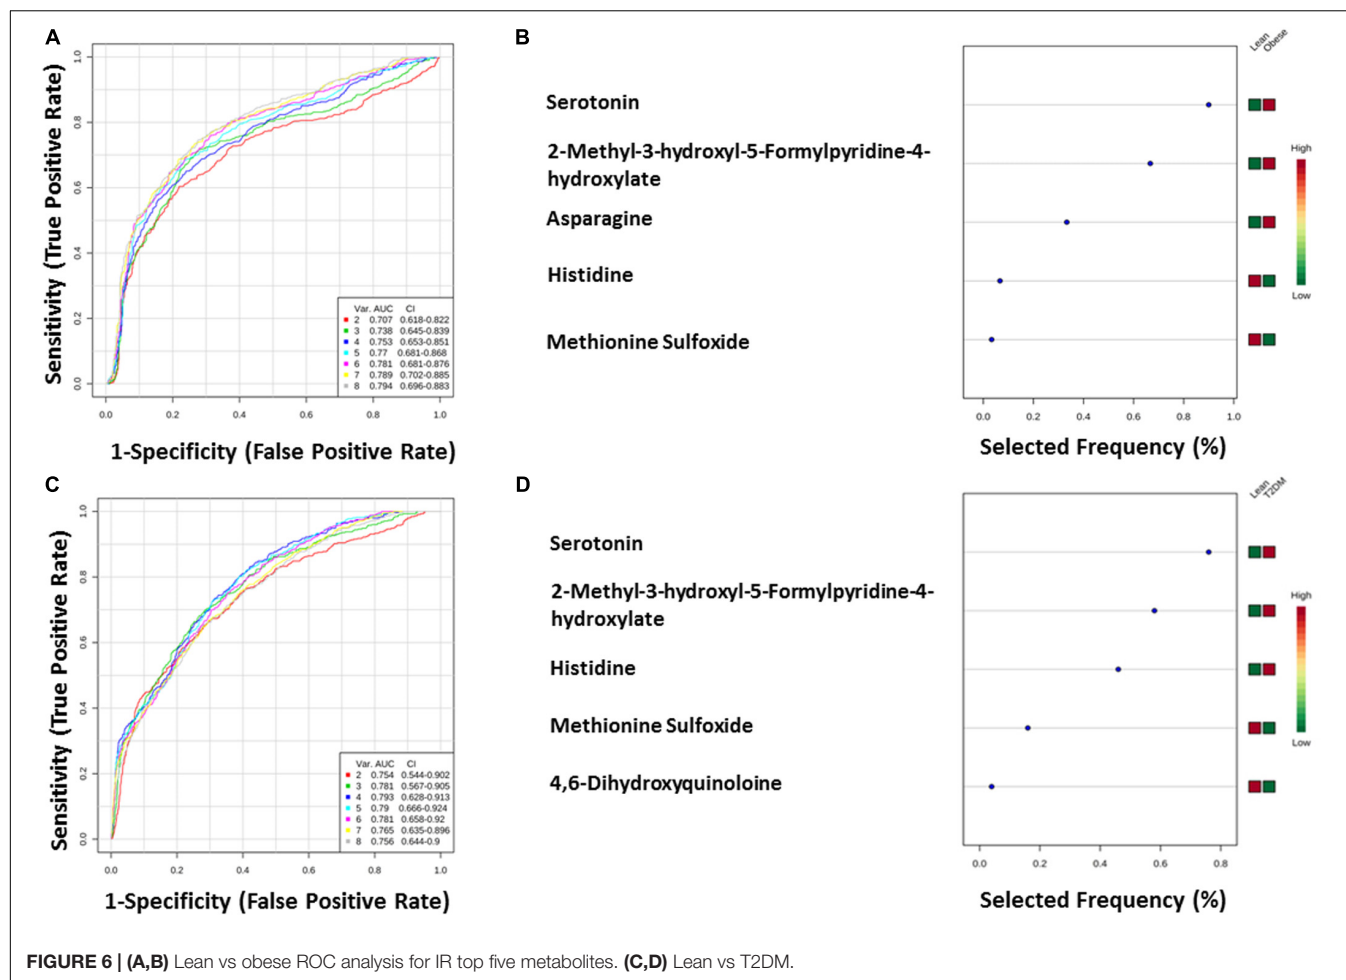 A
Sensitivity (True Positive Rate)
1.0
0.8
0.6
0.4
0.2
0.0
Var. AUC CI
2 0.707 0.618-0.822
3 0.738 0.645-0.839
4 0.753 0.653-0.851
5 0.77 0.681-0.868
6 0.781 0.681-0.876
7 0.789 0.702-0.885
8 0.794 0.696-0.883
0.0 0.2 0.4 0.6 0.8 1.0
1-Specificity (False Positive Rate)
B
Lean
Obese
Serotonin
2-Methyl-3-hydroxyl-5-Formylpyridine-4-
hydroxylate
Asparagine
Histidine
Methionine Sulfoxide
High
Low
0.0 0.2 0.4 0.6 0.8 1.0
Selected Frequency (%)
C
Sensitivity (True Positive Rate)
1.0
0.8
0.6
0.4
0.2
0.0
Var. AUC CI
2 0.754 0.544-0.902
3 0.781 0.567-0.905
4 0.793 0.628-0.913
5 0.79 0.666-0.924
6 0.781 0.658-0.92
7 0.765 0.635-0.896
8 0.756 0.644-0.9
0.0 0.2 0.4 0.6 0.8 1.0
1-Specificity (False Positive Rate)
D
Lean
T2DM
Serotonin
2-Methyl-3-hydroxyl-5-Formylpyridine-4-
hydroxylate
Histidine
Methionine Sulfoxide
4,6-Dihydroxyquinoloine
High
Low
0.0 0.2 0.4 0.6 0.8
Selected Frequency (%)
FIGURE 6 | (A,B) Lean vs obese ROC analysis for IR top five metabolites. (C,D) Lean vs T2DM.